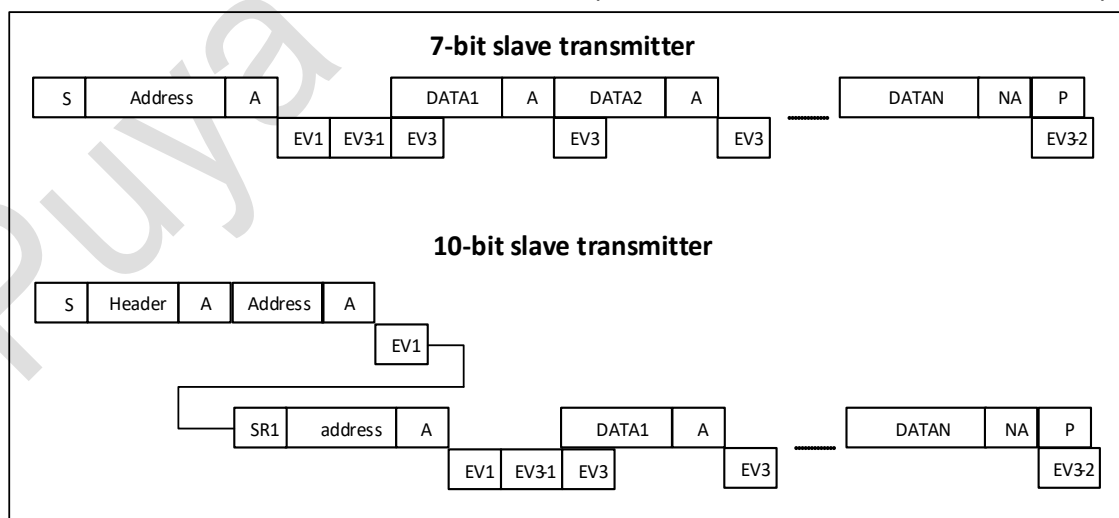 7-bit slave transmitter
S Address A DATA1 A DATA2 A DATAN NA P
EV1 EV3-1 EV3 EV3 EV3 EV3-2
10-bit slave transmitter
S Header A Address A
EV1
SR1 address A DATA1 A DATAN NA P
EV1 EV3-1 EV3 EV3 EV3-2
Puya